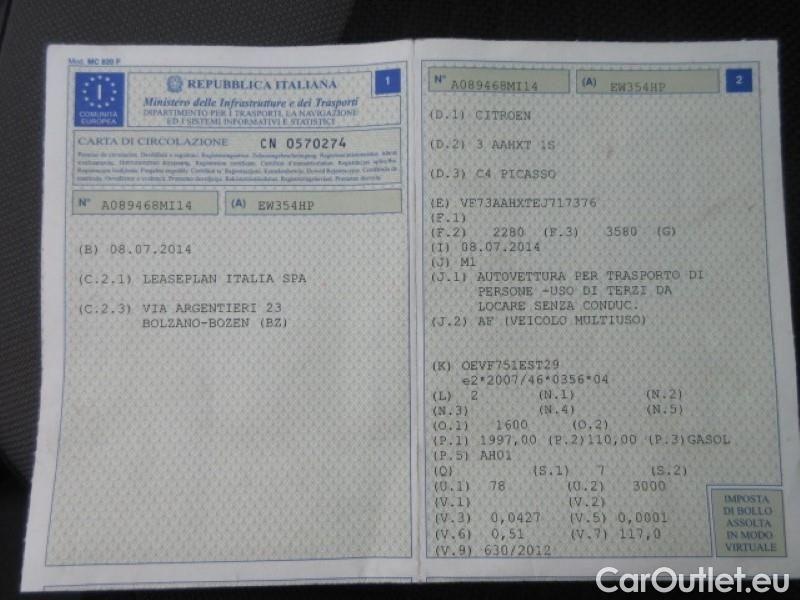 Mod. MC 820 F
I
COMUNITÀ
EUROPEA
REPUBBLICA ITALIANA
1
Ministero delle Infrastrutture e dei Trasporti
DIPARTIMENTO PER I TRASPORTI, LA NAVIGAZIONE
ED I SISTEMI INFORMATIVI E STATISTICI
CARTA DI CIRCOLAZIONE CN 0570274
N° A089468MI14 (A) EW354HP
(B) 08.07.2014
(C.2.1) LEASEPLAN ITALIA SPA
(C.2.3) VIA ARGENTIERI 23
BOLZANO-BOZEN (BZ)
N° A089468MI14 (A) EW354HP 2
(D.1) CITROEN
(D.2) 3 AAHXT 1S
(D.3) C4 PICASSO
(E) VF73AAHXTEJ717376
(F.1)
(F.2) 2280 (F.3) 3580 (G)
(I) 08.07.2014
(J) M1
(J.1) AUTOVETTURA PER TRASPORTO DI
PERSONE -USO DI TERZI DA
LOCARE SENZA CONDUC.
(J.2) AF (VEICOLO MULTIUSO)
(K) OEVF751EST29
e2*2007/46*0356*04
(L) 2 (N.1) (N.2)
(N.3) (N.4) (N.5)
(O.1) 1600 (O.2)
(P.1) 1997,00 (P.2)110,00 (P.3)GASOL
(P.5) AH01
(Q) (S.1) 7 (S.2)
(U.1) 78 (U.2) 3000
(V.1) (V.2)
(V.3) 0,0427 (V.5) 0,0001
(V.6) 0,51 (V.7) 117,0
(V.9) 630/2012
IMPOSTA
DI BOLLO
ASSOLTA
IN MODO
VIRTUALE
CarOutlet.eu